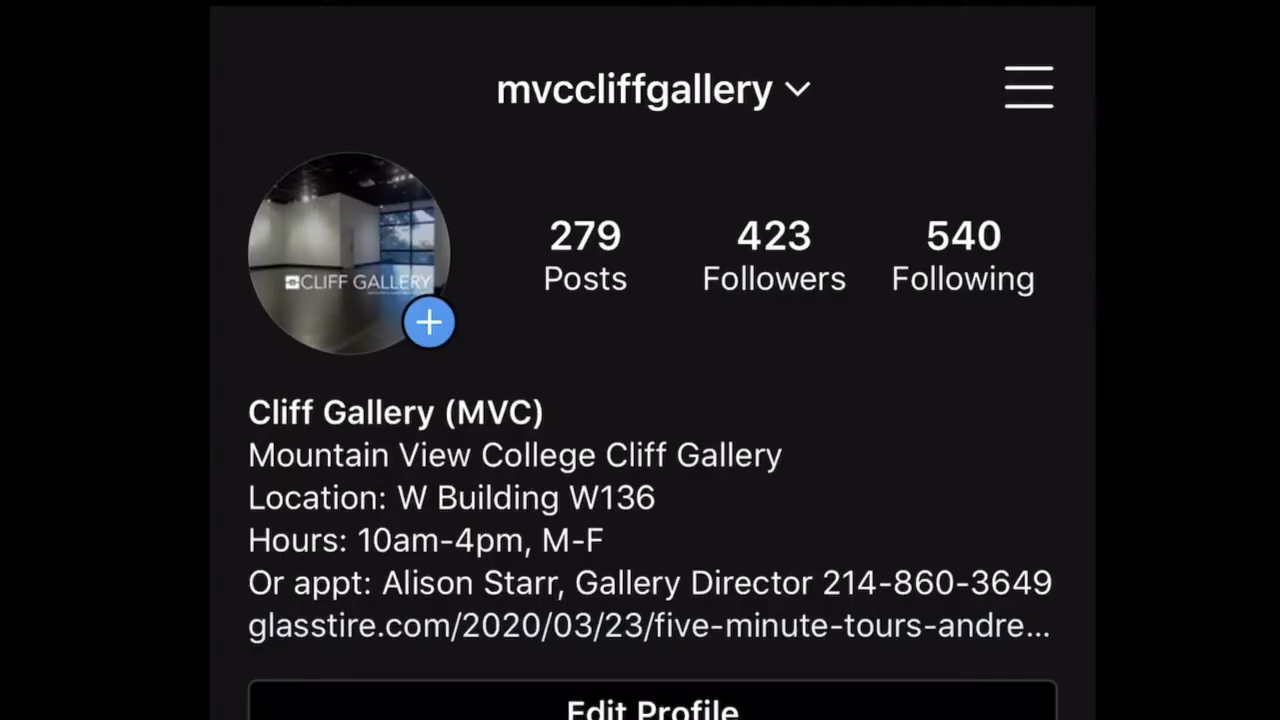 mvccliffgallery
279 423 540
Posts Followers Following
CLIFF GALLERY
Cliff Gallery (MVC)
Mountain View College Cliff Gallery
Location: W Building W136
Hours: 10am-4pm, M-F
Or appt: Alison Starr, Gallery Director 214-860-3649
glasstire.com/2020/03/23/five-minute-tours-andre...
Edit Profile